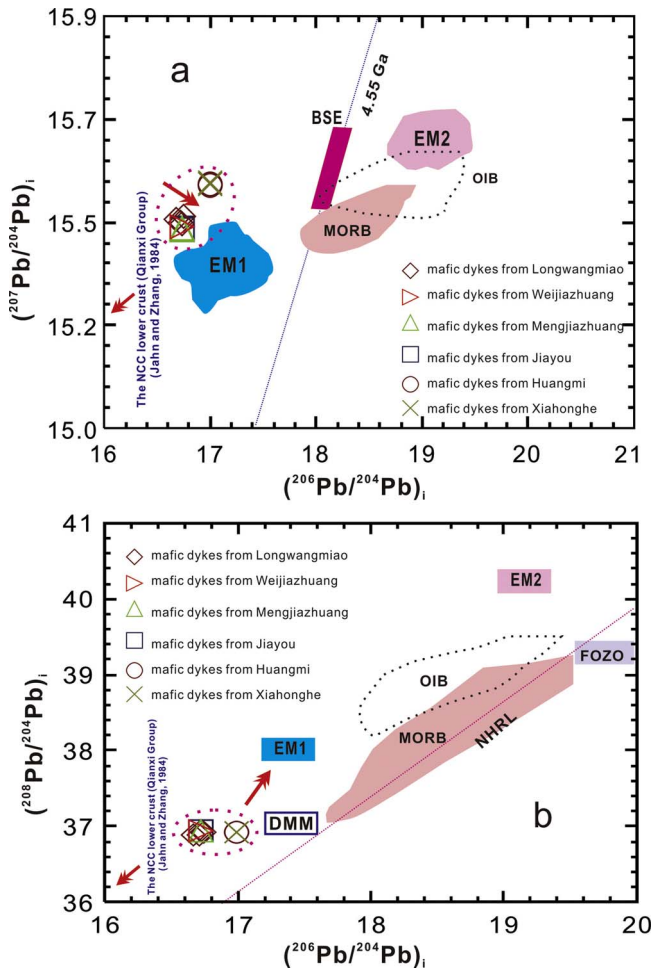 15.9
a
4.55 Ga
15.7
BSE
EM2
OIB
15.5
MORB
EM1
(²⁰⁷Pb/²⁰⁴Pb)i
The NCC lower crust (Qianxi Group)
(Jahn and Zhang, 1984)
mafic dykes from Longwangmiao
mafic dykes from Weijiazhuang
15.2
mafic dykes from Mengjiazhuang
mafic dykes from Jiayou
mafic dykes from Huangmi
mafic dykes from Xiahonghe
15.0
16 17 18 19 20 21
(²⁰⁶Pb/²⁰⁴Pb)i
41
mafic dykes from Longwangmiao
mafic dykes from Weijiazhuang
EM2
40
mafic dykes from Mengjiazhuang
mafic dykes from Jiayou
FOZO
39
mafic dykes from Huangmi
OIB
mafic dykes from Xiahonghe
(²⁰⁸Pb/²⁰⁴Pb)i
MORB
NHRL
38
EM1
The NCC lower crust (Qianxi Group)
(Jahn and Zhang, 1984)
37
DMM
b
36
16 17 18 19 20
(²⁰⁶Pb/²⁰⁴Pb)i